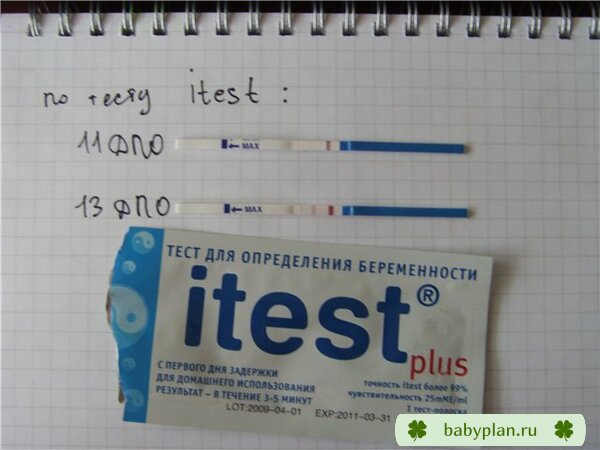 по тесту itest:
11 ДПО
← MAX
13 ДПО
← MAX
ТЕСТ ДЛЯ ОПРЕДЕЛЕНИЯ БЕРЕМЕННОСТИ
itest®
plus
С ПЕРВОГО ДНЯ ЗАДЕРЖКИ
ДЛЯ ДОМАШНЕГО ИСПОЛЬЗОВАНИЯ
РЕЗУЛЬТАТ – В ТЕЧЕНИЕ 3-5 МИНУТ
точность itest более 99%
чувствительность 25mME/ml
1 тест-полоска
LOT:2009-04-01 EXP:2011-03-31
babyplan.ru